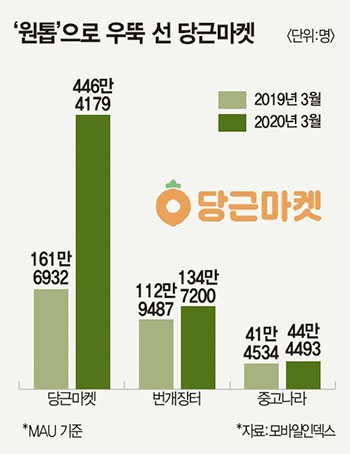 ‘원톱’으로 우뚝 선 당근마켓
〈단위:명〉
446만
4179
2019년 3월
2020년 3월
당근마켓
161만
6932
112만
9487
134만
7200
41만
4534
44만
4493
당근마켓
번개장터
중고나라
*MAU 기준
*자료:모바일인덱스